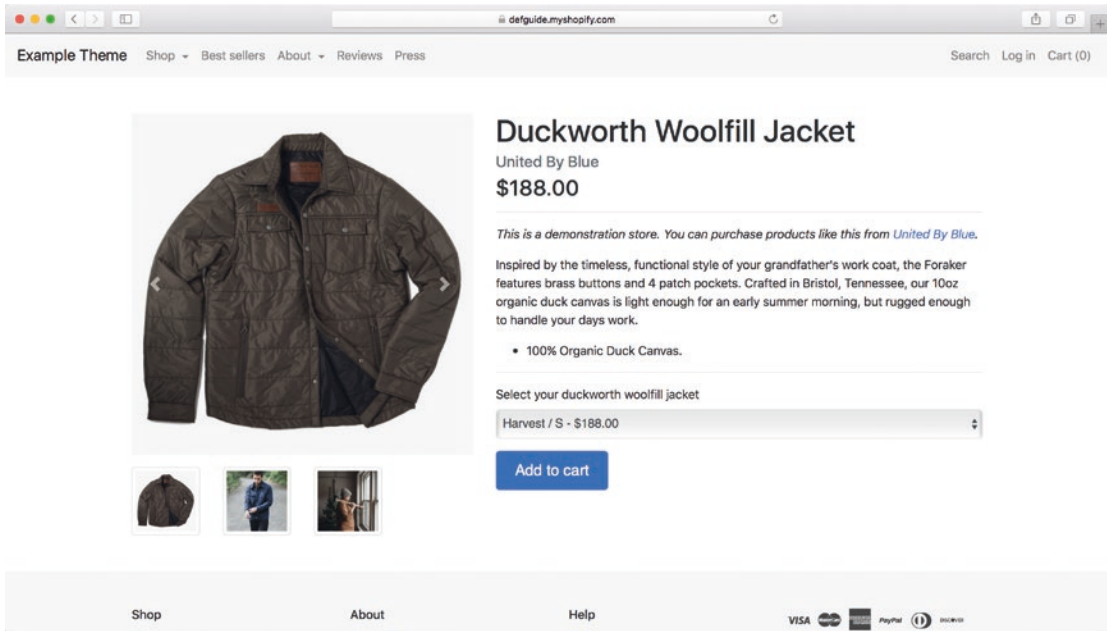 defguide.myshopify.com
Example Theme Shop Best sellers About Reviews Press Search Log in Cart (0)
Duckworth Woolfill Jacket
United By Blue
$188.00
This is a demonstration store. You can purchase products like this from United By Blue.
Inspired by the timeless, functional style of your grandfather's work coat, the Foraker
features brass buttons and 4 patch pockets. Crafted in Bristol, Tennessee, our 10oz
organic duck canvas is light enough for an early summer morning, but rugged enough
to handle your days work.
• 100% Organic Duck Canvas.
Select your duckworth woolfill jacket
Harvest / S - $188.00
Add to cart
Shop About Help VISA MasterCard PayPal DISCOVER